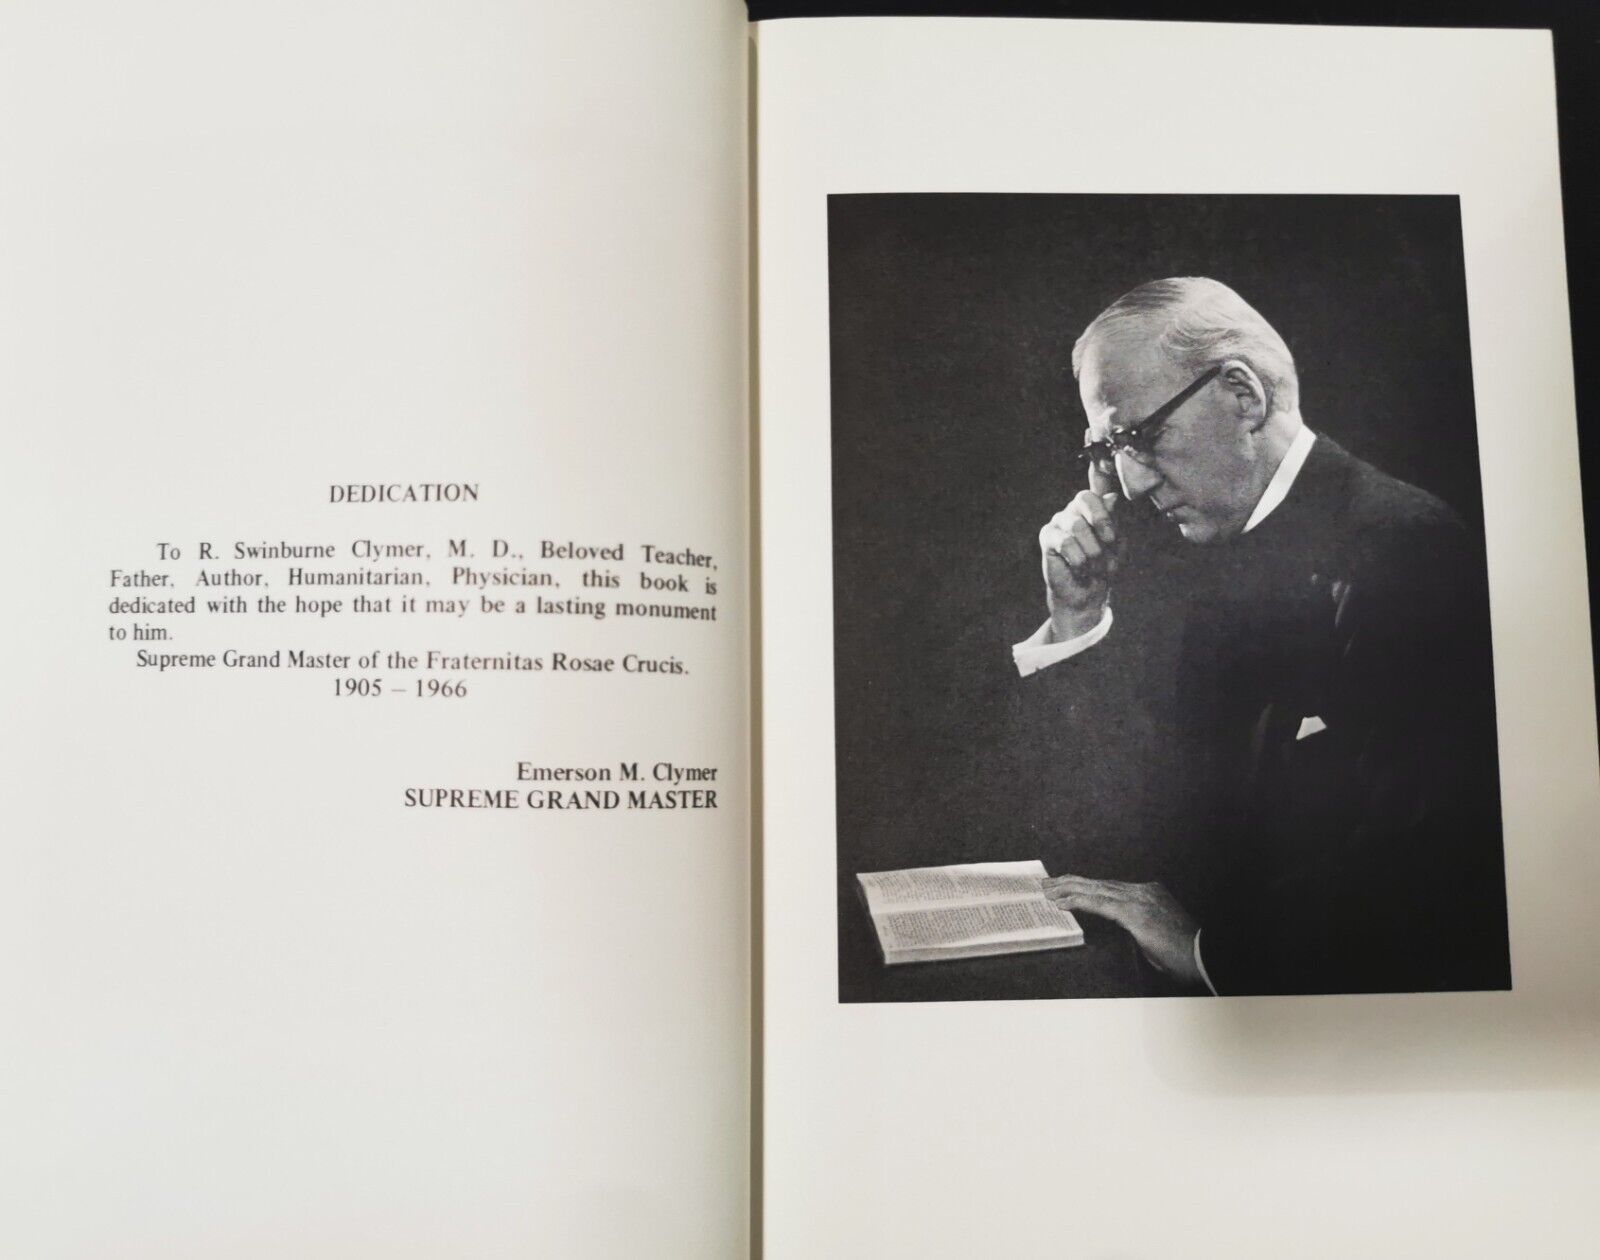 DEDICATION
To R. Swinburne Clymer, M. D., Beloved Teacher,
Father, Author, Humanitarian, Physician, this book is
dedicated with the hope that it may be a lasting monument
to him.
Supreme Grand Master of the Fraternitas Rosae Crucis.
1905 – 1966
Emerson M. Clymer
SUPREME GRAND MASTER